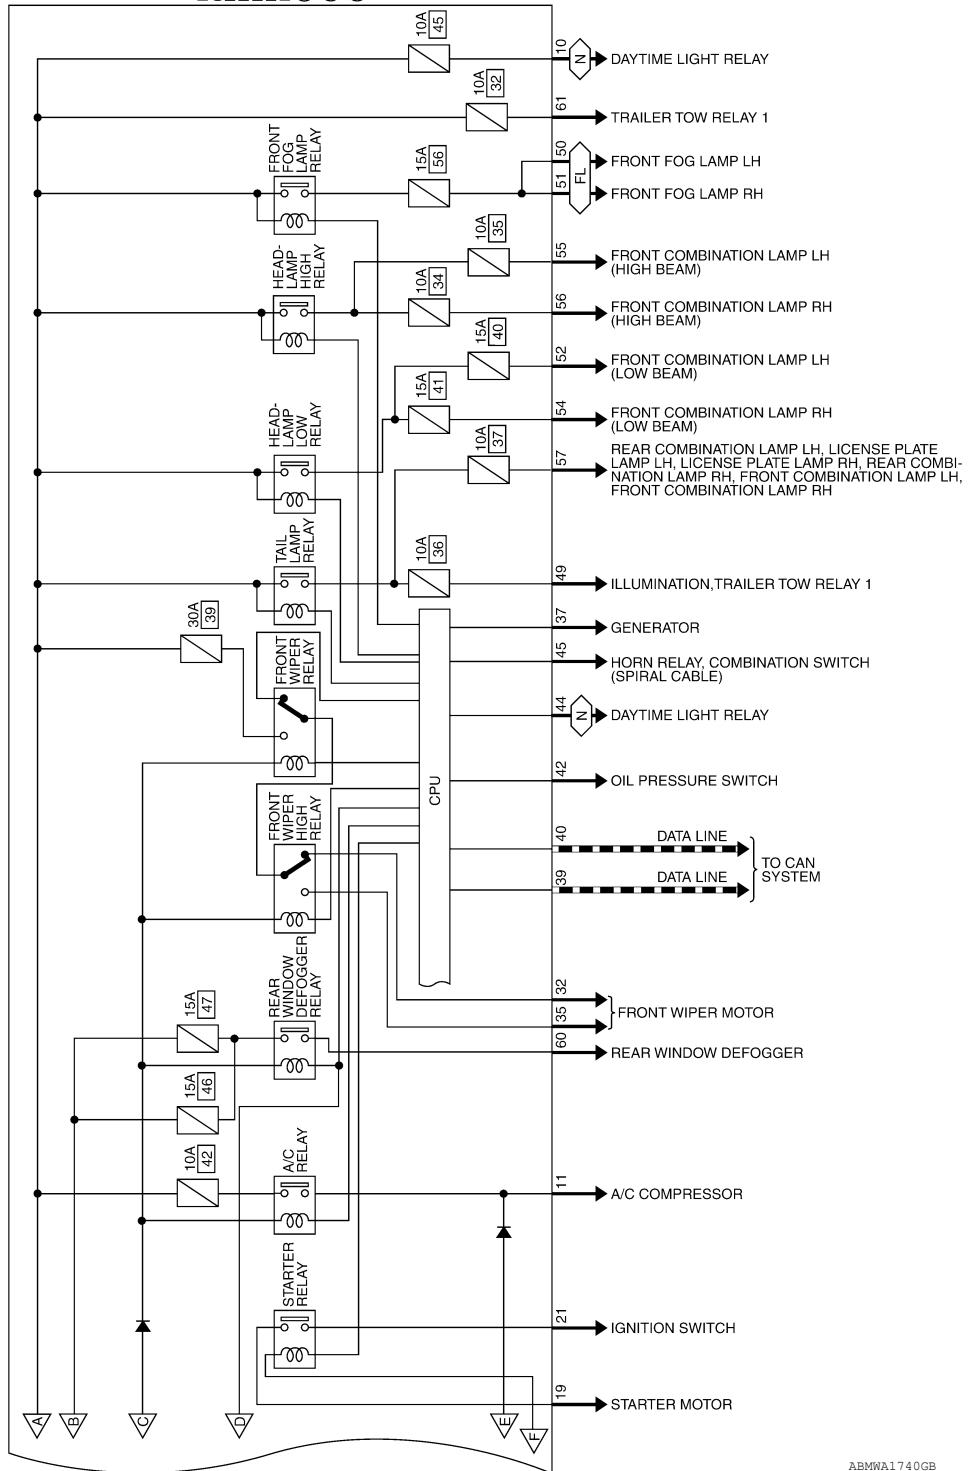 10A
45
10
N
DAYTIME LIGHT RELAY
10A
32
61
TRAILER TOW RELAY 1
FRONT
FOG
LAMP
RELAY
15A
56
50
51
FL
FRONT FOG LAMP LH
FRONT FOG LAMP RH
HEAD-
LAMP
HIGH
RELAY
10A
35
55
FRONT COMBINATION LAMP LH
(HIGH BEAM)
10A
34
56
FRONT COMBINATION LAMP RH
(HIGH BEAM)
15A
40
52
FRONT COMBINATION LAMP LH
(LOW BEAM)
HEAD-
LAMP
LOW
RELAY
15A
41
54
FRONT COMBINATION LAMP RH
(LOW BEAM)
10A
37
57
REAR COMBINATION LAMP LH, LICENSE PLATE
LAMP LH, LICENSE PLATE LAMP RH, REAR COMBI-
NATION LAMP RH, FRONT COMBINATION LAMP LH,
FRONT COMBINATION LAMP RH
TAIL
LAMP
RELAY
10A
36
49
ILLUMINATION,TRAILER TOW RELAY 1
30A
39
FRONT
WIPER
RELAY
37
GENERATOR
45
HORN RELAY, COMBINATION SWITCH
(SPIRAL CABLE)
44
N
DAYTIME LIGHT RELAY
CPU
42
OIL PRESSURE SWITCH
FRONT
WIPER
HIGH
RELAY
40
DATA LINE
39
DATA LINE
TO CAN
SYSTEM
REAR
WINDOW
DEFOGGER
RELAY
15A
47
32
35
FRONT WIPER MOTOR
60
REAR WINDOW DEFOGGER
15A
46
10A
42
A/C
RELAY
11
A/C COMPRESSOR
STARTER
RELAY
21
IGNITION SWITCH
19
STARTER MOTOR
A
B
C
D
E
F
ABMWA1740GB